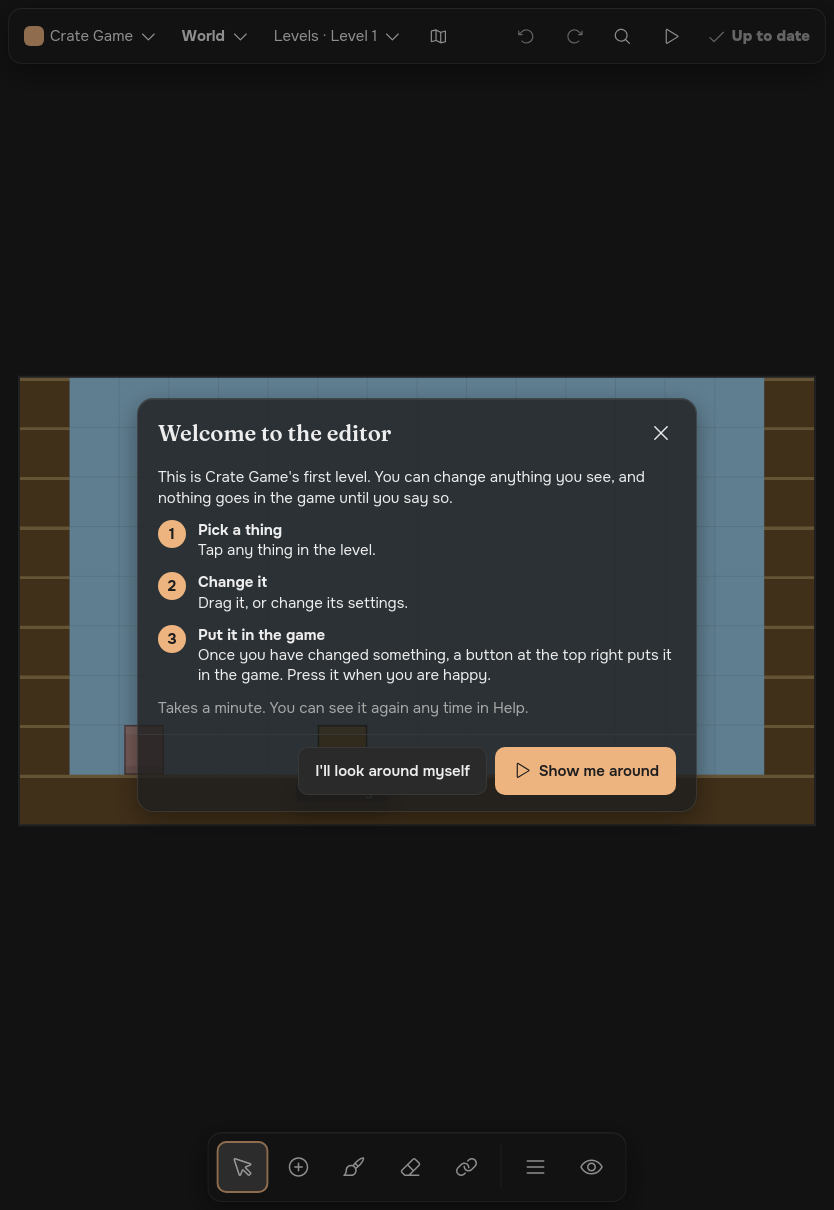 Crate Game World Levels · Level 1 Up to date
Welcome to the editor
This is Crate Game's first level. You can change anything you see, and
nothing goes in the game until you say so.
1 Pick a thing
Tap any thing in the level.
2 Change it
Drag it, or change its settings.
3 Put it in the game
Once you have changed something, a button at the top right puts it
in the game. Press it when you are happy.
Takes a minute. You can see it again any time in Help.
I'll look around myself Show me around